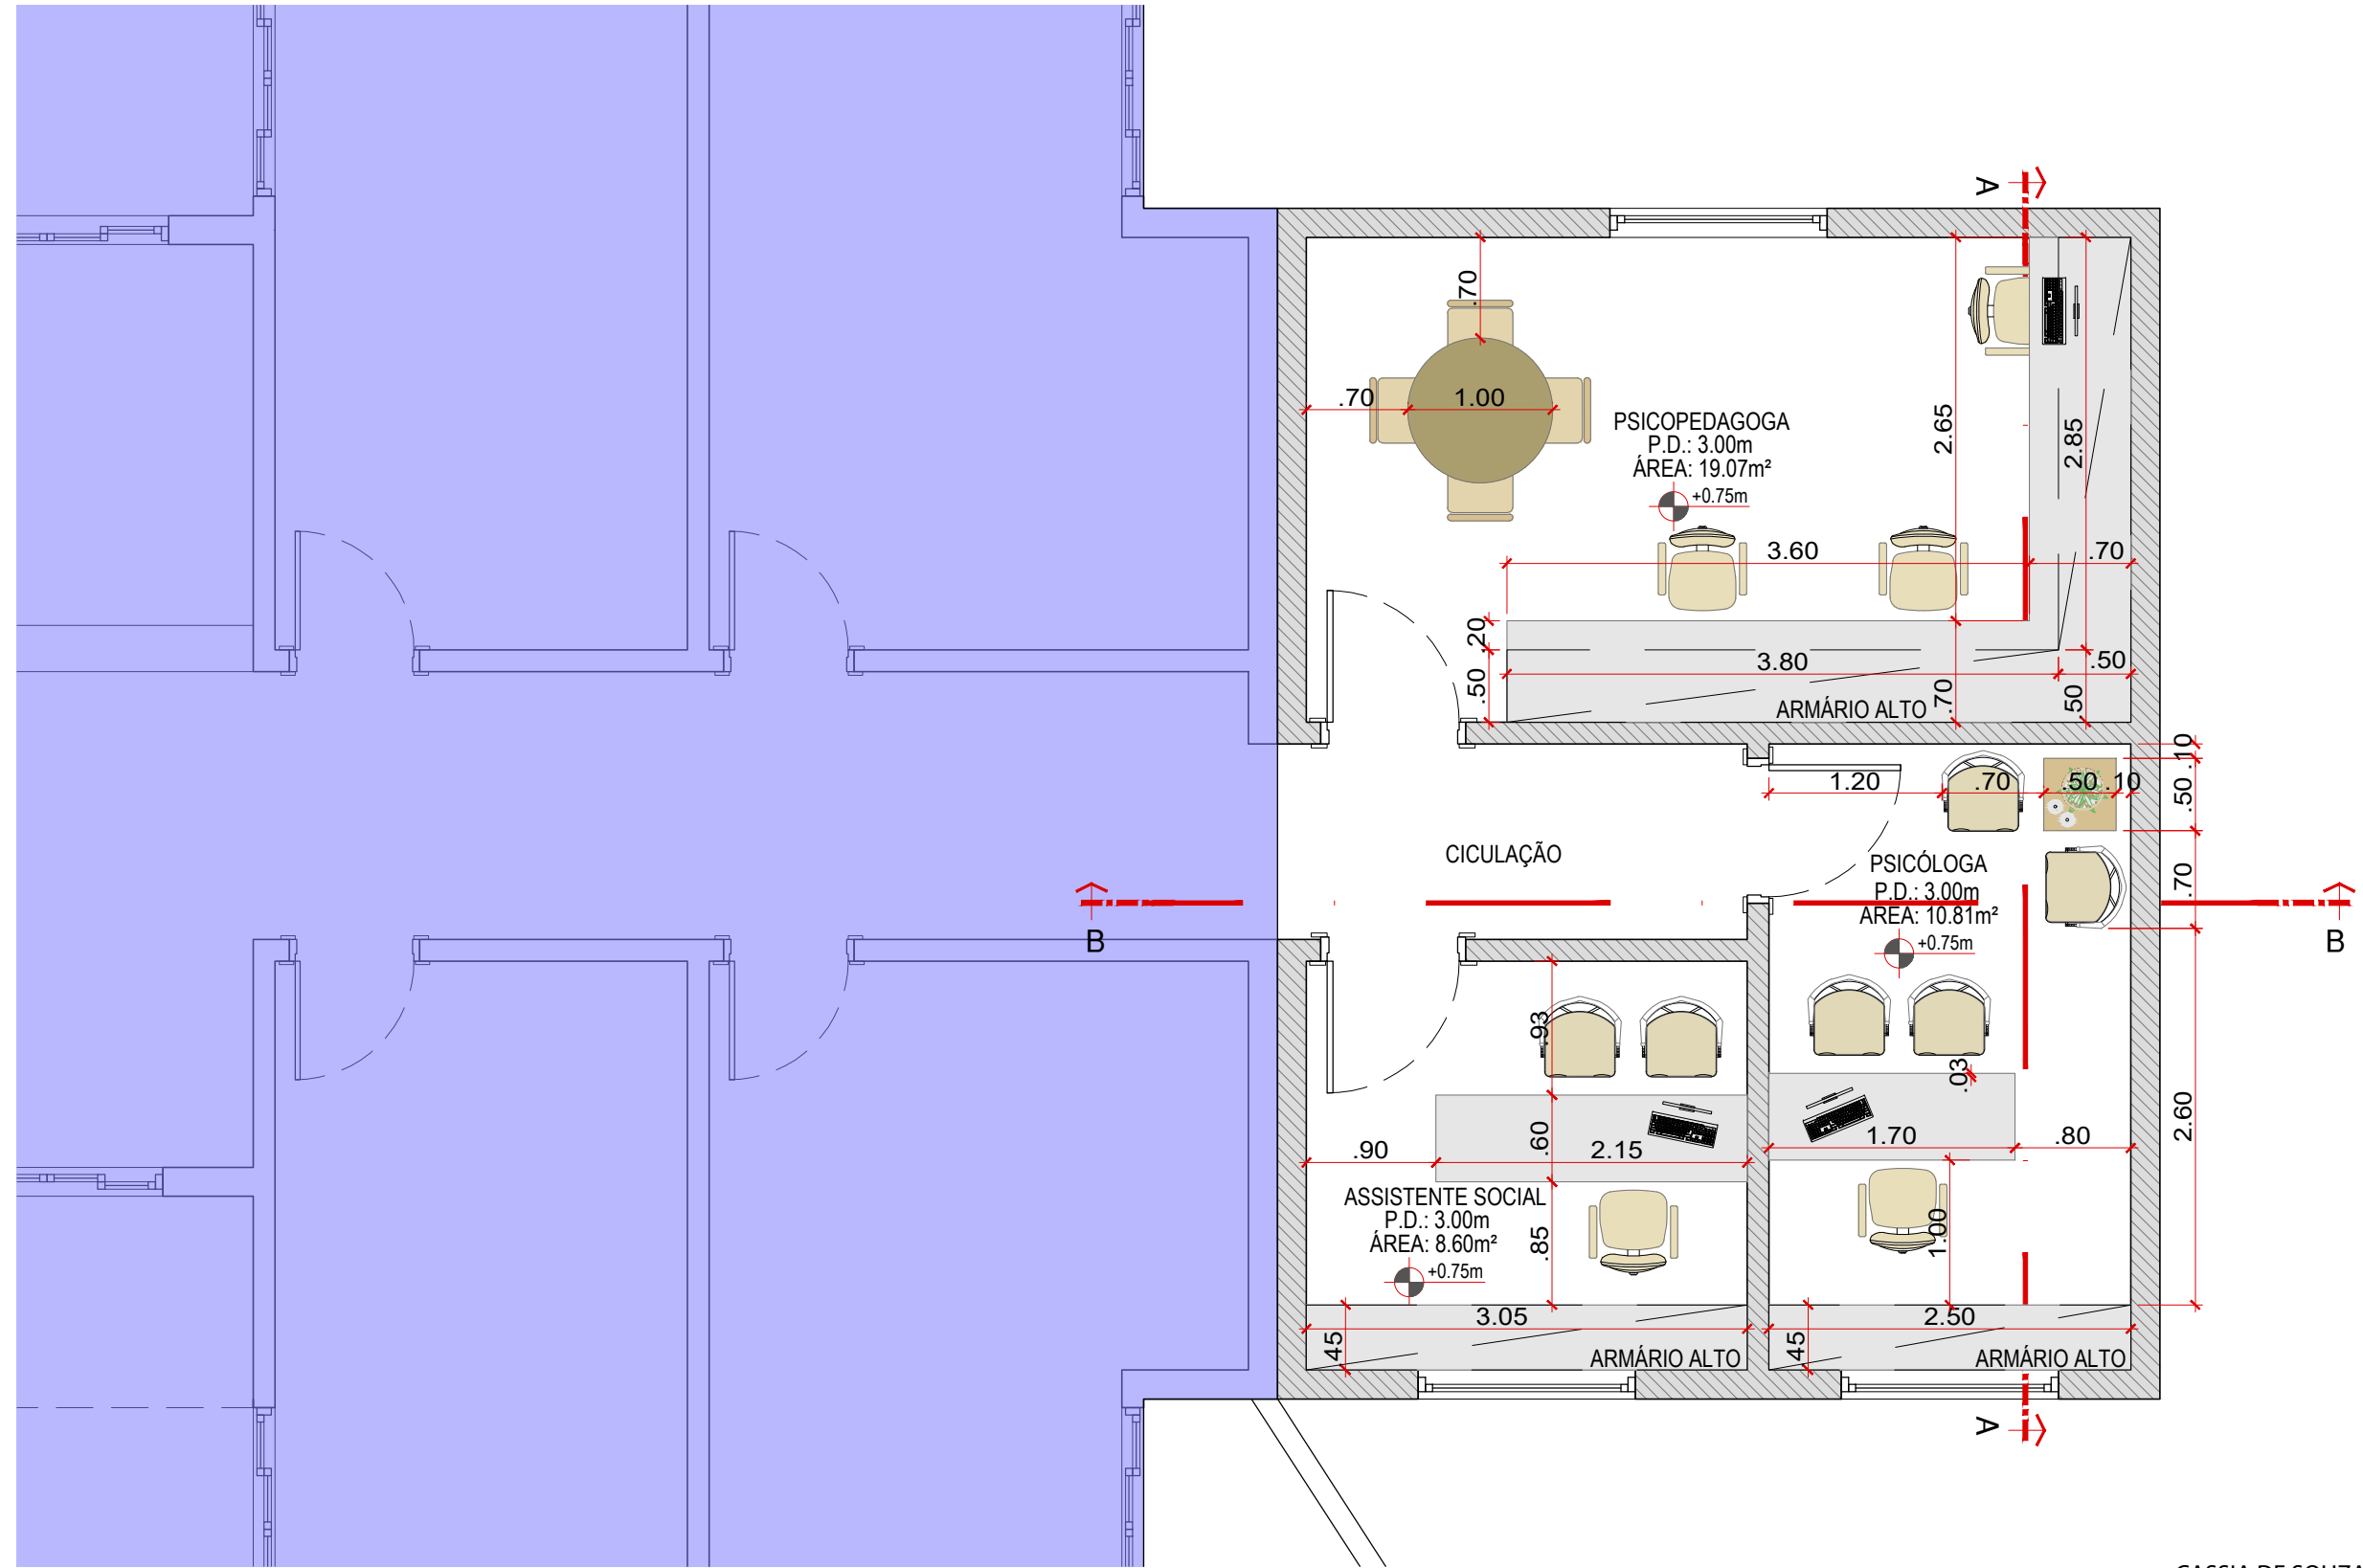 A
.70
.70
1.00
PSICOPEDAGOGA
P.D.: 3.00m
ÁREA: 19.07m²
+0.75m
2.65
2.85
3.60
.70
.20
.50
3.80
.50
.70
.50
ARMÁRIO ALTO
.10
1.20
.70
.50
.10
.50
CICULAÇÃO
PSICÓLOGA
P.D.: 3.00m
ÁREA: 10.81m²
+0.75m
.70
B
B
.93
.03
.60
.90
2.15
1.70
.80
2.60
ASSISTENTE SOCIAL
P.D.: 3.00m
ÁREA: 8.60m²
+0.75m
.85
1.00
3.05
2.50
45
45
ARMÁRIO ALTO
ARMÁRIO ALTO
A
CASSIA DE SOUZA